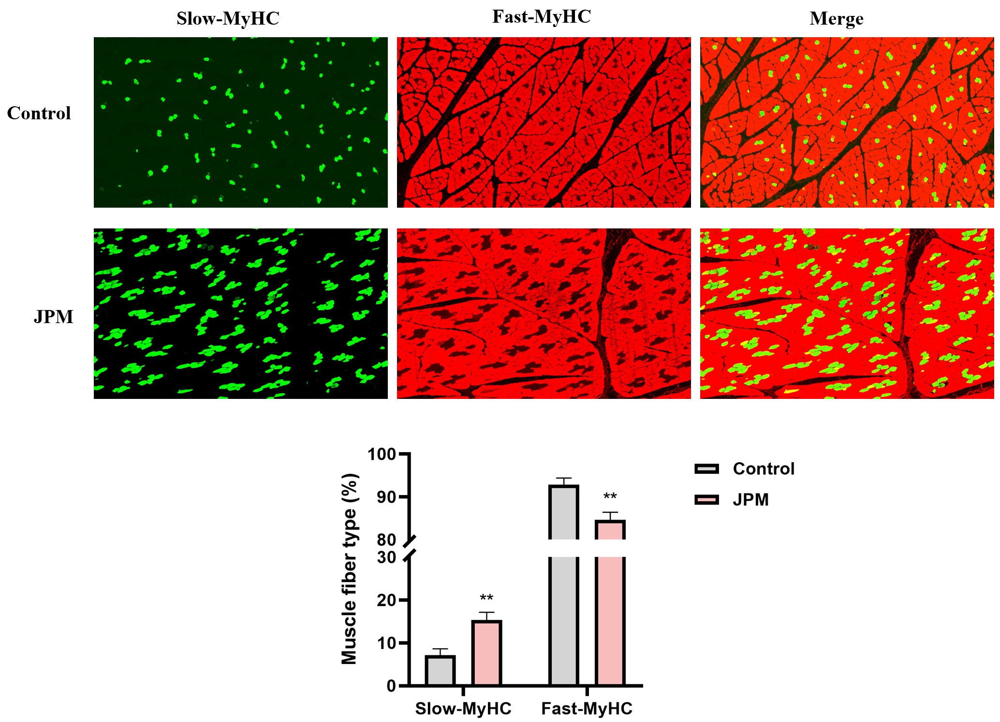 Slow-MyHC
Fast-MyHC
Merge
Control
JPM
Muscle fiber type (%)
100
90
80
30
20
10
0
**
**
Slow-MyHC
Fast-MyHC
Control
JPM